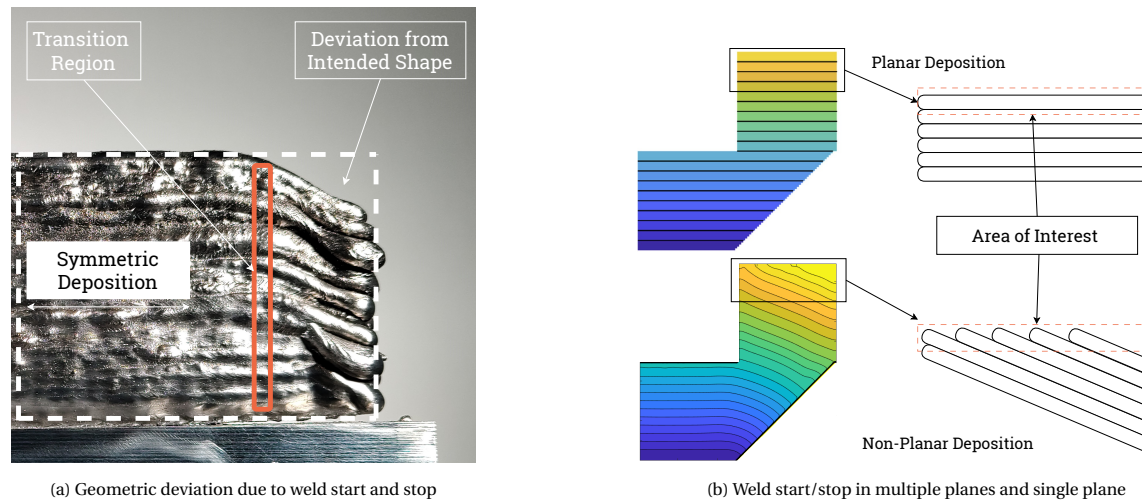 Transition
Region
Deviation from
Intended Shape
Symmetric
Deposition
(a) Geometric deviation due to weld start and stop
Planar Deposition
Area of Interest
Non-Planar Deposition
(b) Weld start/stop in multiple planes and single plane